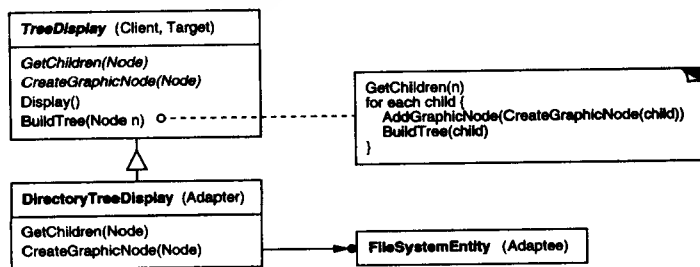 TreeDisplay (Client, Target)
GetChildren(Node)
CreateGraphicNode(Node)
Display()
BuildTree(Node n)
GetChildren(n)
for each child {
AddGraphicNode(CreateGraphicNode(child))
BuildTree(child)
}
DirectoryTreeDisplay (Adapter)
GetChildren(Node)
CreateGraphicNode(Node)
FileSystemEntity (Adaptee)